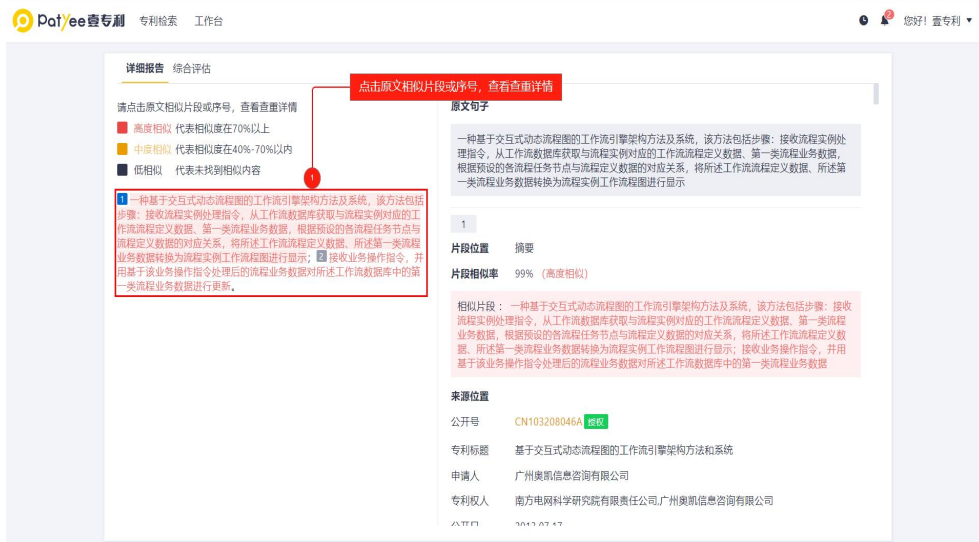 Patyee壹专利 专利检索 工作台
2
您好！壹专利
详细报告 综合评估
点击原文相似片段或序号，查看查重详情
请点击原文相似片段或序号，查看查重详情
高度相似 代表相似度在70%以上
中度相似 代表相似度在40%-70%以内
低相似 代表未找到相似内容
1
1 一种基于交互式动态流程图的工作流引擎架构方法及系统，该方法包括
步骤：接收流程实例处理指令，从工作流数据库获取与流程实例对应的工
作流流程定义数据、第一类流程业务数据，根据预设的各流程任务节点与
流程定义数据的对应关系，将所述工作流流程定义数据、所述第一类流程
业务数据转换为流程实例工作流程图进行显示；2 接收业务操作指令，并
用基于该业务操作指令处理后的流程业务数据对所述工作流数据库中的第
一类流程业务数据进行更新。
原文句子
一种基于交互式动态流程图的工作流引擎架构方法及系统，该方法包括步骤：接收流程实例处
理指令，从工作流数据库获取与流程实例对应的工作流流程定义数据、第一类流程业务数据，
根据预设的各流程任务节点与流程定义数据的对应关系，将所述工作流流程定义数据、所述第
一类流程业务数据转换为流程实例工作流程图进行显示
1
片段位置 摘要
片段相似率 99% （高度相似）
相似片段： 一种基于交互式动态流程图的工作流引擎架构方法及系统，该方法包括步骤：接收
流程实例处理指令，从工作流数据库获取与流程实例对应的工作流流程定义数据、第一类流程
业务数据，根据预设的各流程任务节点与流程定义数据的对应关系，将所述工作流流程定义数
据、所述第一类流程业务数据转换为流程实例工作流程图进行显示；接收业务操作指令，并用
基于该业务操作指令处理后的流程业务数据对所述工作流数据库中的第一类流程业务数据
来源位置
公开号 CN103208046A 授权
专利标题 基于交互式动态流程图的工作流引擎架构方法和系统
申请人 广州奥凯信息咨询有限公司
专利权人 南方电网科学研究院有限责任公司,广州奥凯信息咨询有限公司
公开日 2013-07-17